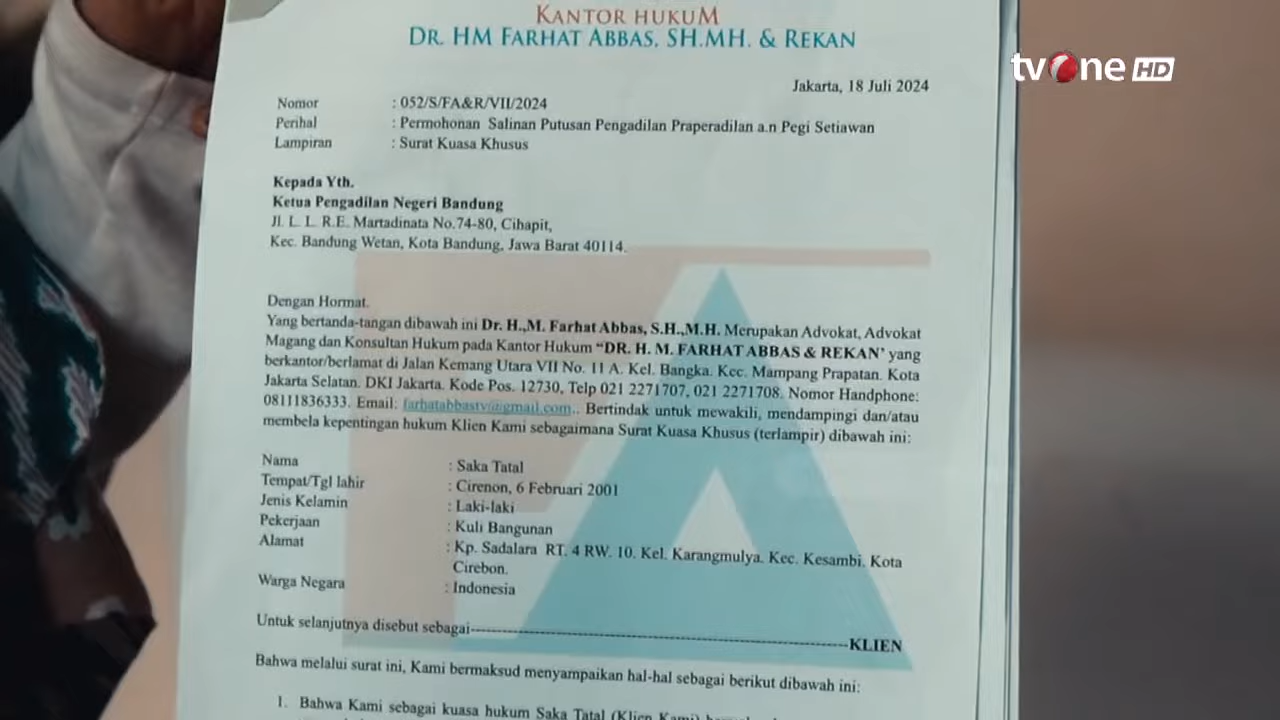 KANTOR HUKUM
DR. HM FARHAT ABBAS. SH.MH. & REKAN
tvOne HD
Jakarta, 18 Juli 2024
Nomor : 052/S/FA&R/VII/2024
Perihal : Permohonan Salinan Putusan Pengadilan Praperadilan a.n Pegi Setiawan
Lampiran : Surat Kuasa Khusus
Kepada Yth.
Ketua Pengadilan Negeri Bandung
Jl. L. L. R.E. Martadinata No.74-80, Cihapit,
Kec. Bandung Wetan, Kota Bandung, Jawa Barat 40114.
Dengan Hormat.
Yang bertanda-tangan dibawah ini Dr. H.,M. Farhat Abbas, S.H.,M.H. Merupakan Advokat, Advokat
Magang dan Konsultan Hukum pada Kantor Hukum “DR. H. M. FARHAT ABBAS & REKAN’ yang
berkantor/berlamat di Jalan Kemang Utara VII No. 11 A. Kel. Bangka. Kec. Mampang Prapatan. Kota
Jakarta Selatan. DKI Jakarta. Kode Pos. 12730, Telp 021 2271707, 021 2271708. Nomor Handphone:
08111836333. Email: farhatabbastv@gmail.com.. Bertindak untuk mewakili, mendampingi dan/atau
membela kepentingan hukum Klien Kami sebagaimana Surat Kuasa Khusus (terlampir) dibawah ini:
Nama : Saka Tatal
Tempat/Tgl lahir : Cirenon, 6 Februari 2001
Jenis Kelamin : Laki-laki
Pekerjaan : Kuli Bangunan
Alamat : Kp. Sadalara RT. 4 RW. 10. Kel. Karangmulya. Kec. Kesambi. Kota
Cirebon.
Warga Negara : Indonesia
Untuk selanjutnya disebut sebagai----------KLIEN
Bahwa melalui surat ini, Kami bermaksud menyampaikan hal-hal sebagai berikut dibawah ini:
1. Bahwa Kami sebagai kuasa hukum Saka Tatal (Klien Kami)